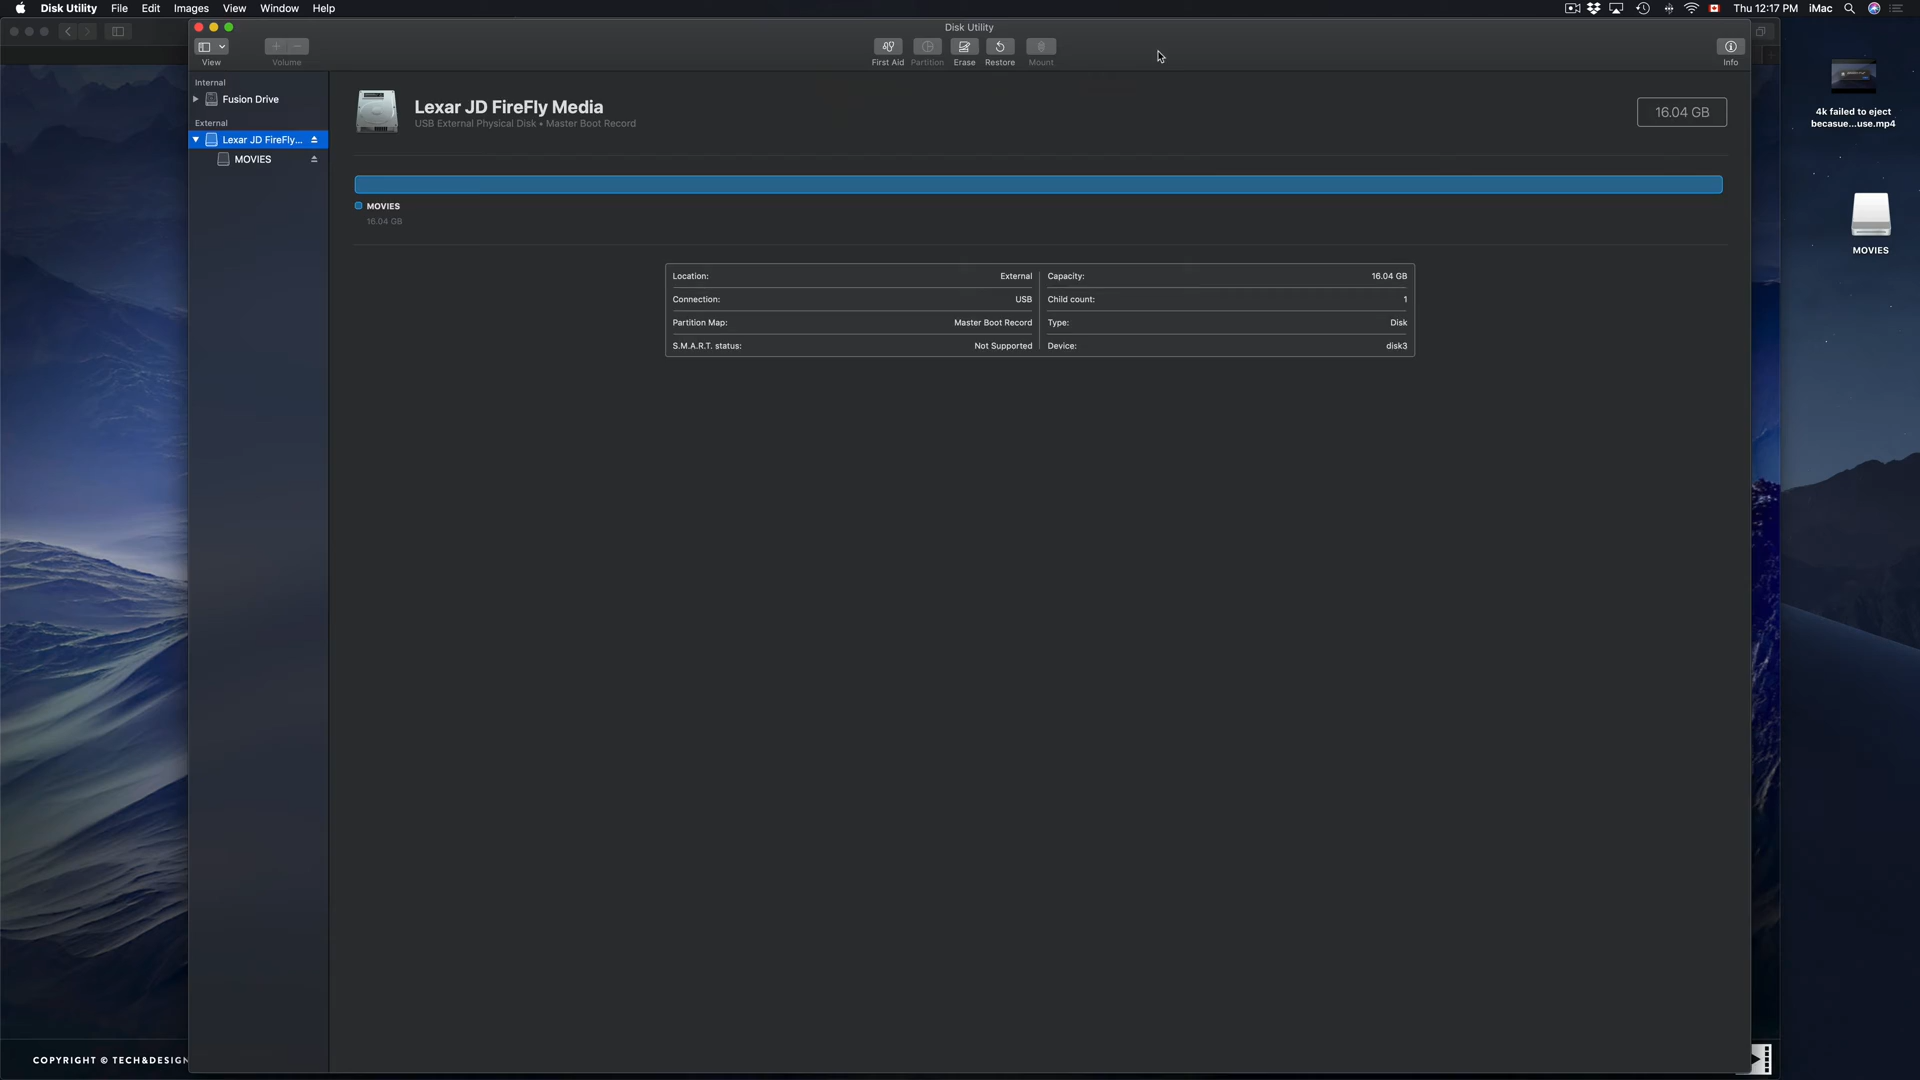 Disk Utility File Edit Images View Window Help Thu 12:17 PM iMac
Disk Utility
View Volume First Aid Partition Erase Restore Mount Info
Internal
Fusion Drive
External
Lexar JD FireFly...
MOVIES
Lexar JD FireFly Media
USB External Physical Disk • Master Boot Record
16.04 GB
MOVIES
16.04 GB
Location: External Capacity: 16.04 GB
Connection: USB Child count: 1
Partition Map: Master Boot Record Type: Disk
S.M.A.R.T. status: Not Supported Device: disk3
4k failed to eject
becasue...use.mp4
MOVIES
COPYRIGHT © TECH&DESIGN